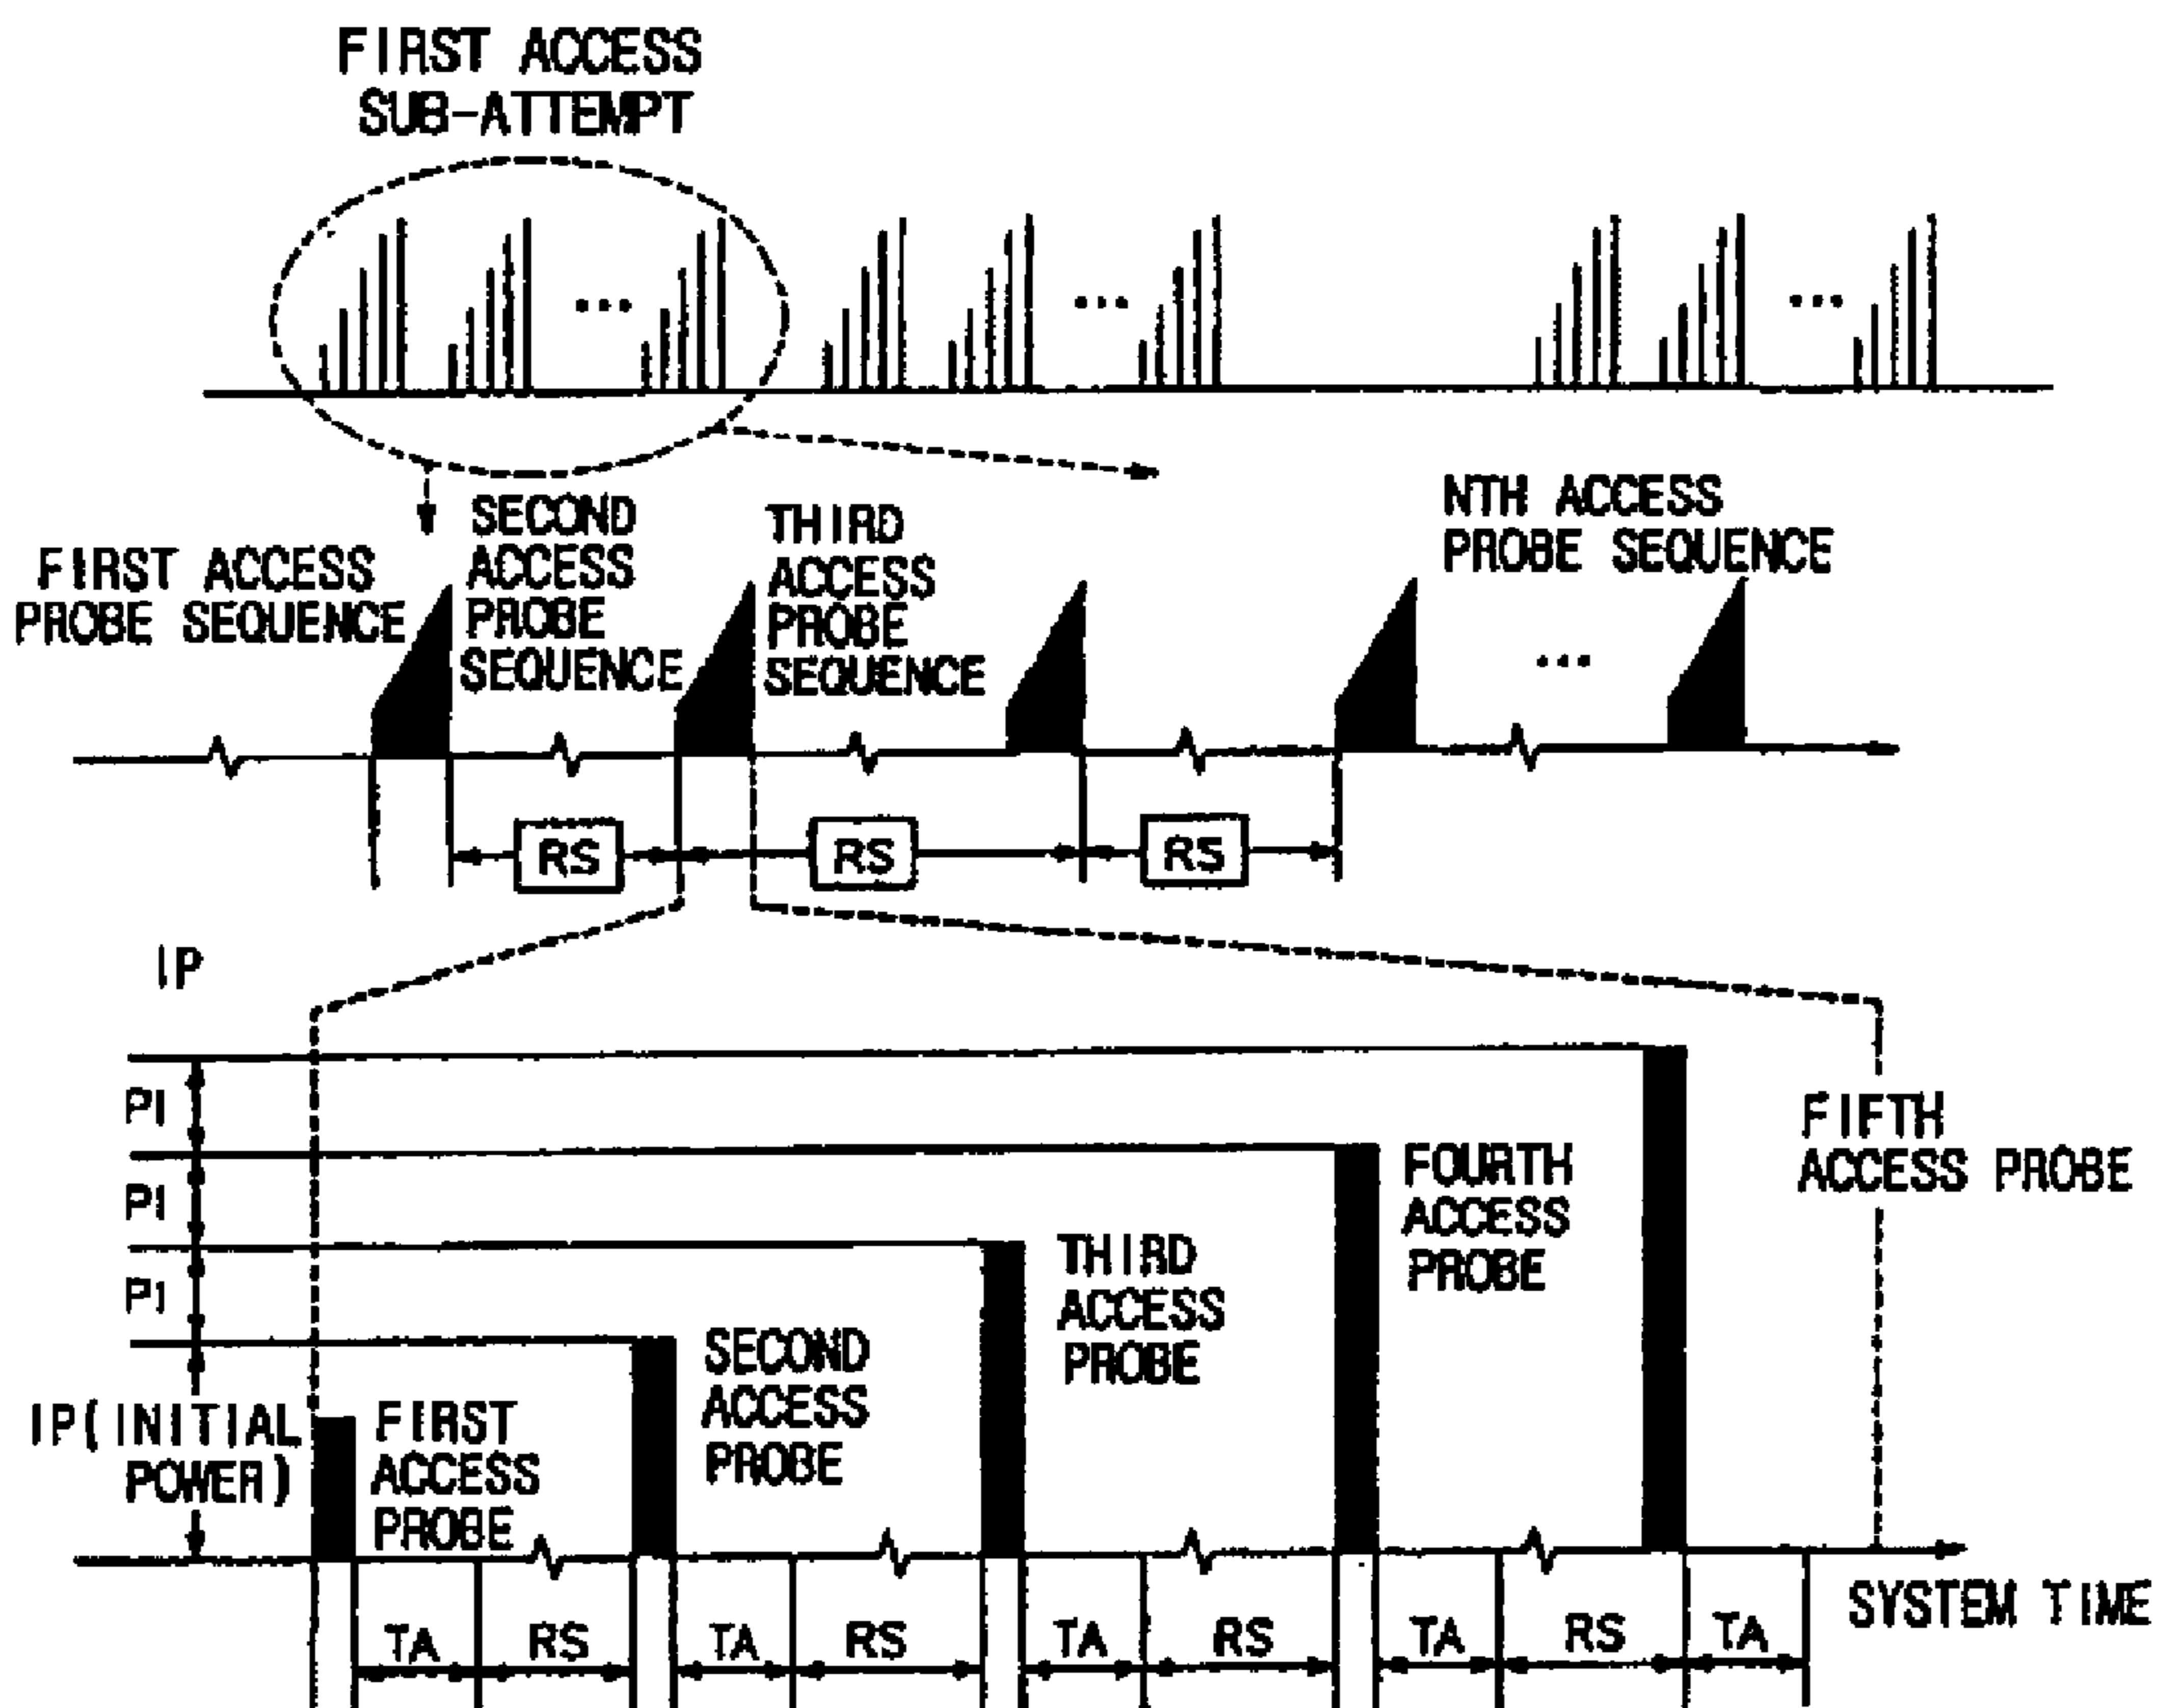 FIRST ACCESS
SUB-ATTEMPT
...
...
...
FIRST ACCESS
PROBE SEQUENCE
SECOND
ACCESS
PROBE
SEQUENCE
THIRD
ACCESS
PROBE
SEQUENCE
NTH ACCESS
PROBE SEQUENCE
...
RS
RS
RS
IP
PI
PI
PI
IP(INITIAL
POWER)
FIRST
ACCESS
PROBE
SECOND
ACCESS
PROBE
THIRD
ACCESS
PROBE
FOURTH
ACCESS
PROBE
FIFTH
ACCESS PROBE
TA
RS
TA
RS
TA
RS
TA
RS
TA
SYSTEM TIME